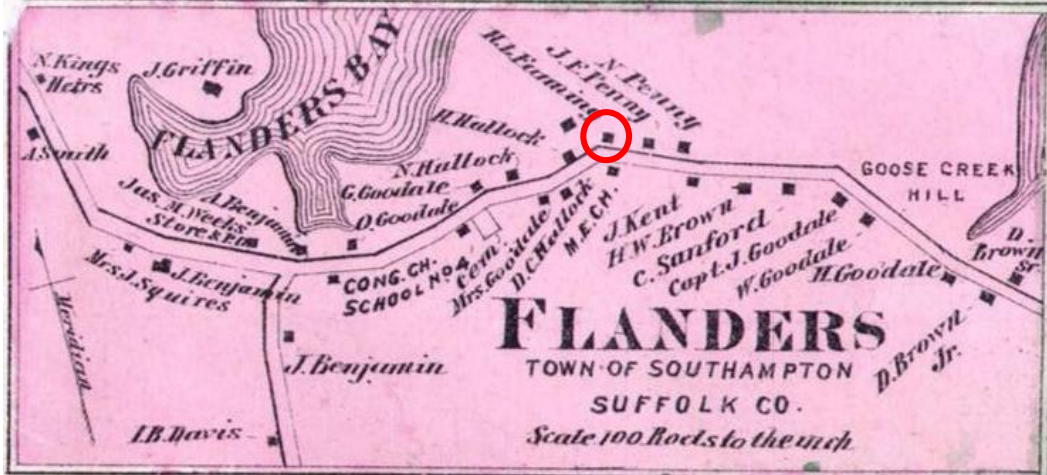 N. Kings
Heirs
J. Griffin
FLANDERS BAY
A. Smith
Jas. M. Weeks
Store & P.O.
A. Benjamin
O. Goodale
G. Goodale
N. Hallock
H. Hallock
H. L. Fanning
J. F. Penny
N. Penny
GOOSE CREEK
HILL
Mrs. J. Squires
J. Benjamin
CONG. CH.
SCHOOL No 4
Cem.
Mrs. Goodale
D. C. Hallock
M. E. CH.
J. Kent
H. W. Brown
C. Sanford
Capt. J. Goodale
W. Goodale
H. Goodale
D. Brown
Jr.
D.
Brown
Sr.
Meridian
J. Benjamin
I. B. Davis
FLANDERS
TOWN OF SOUTHAMPTON
SUFFOLK CO.
Scale 100 Rods to the inch